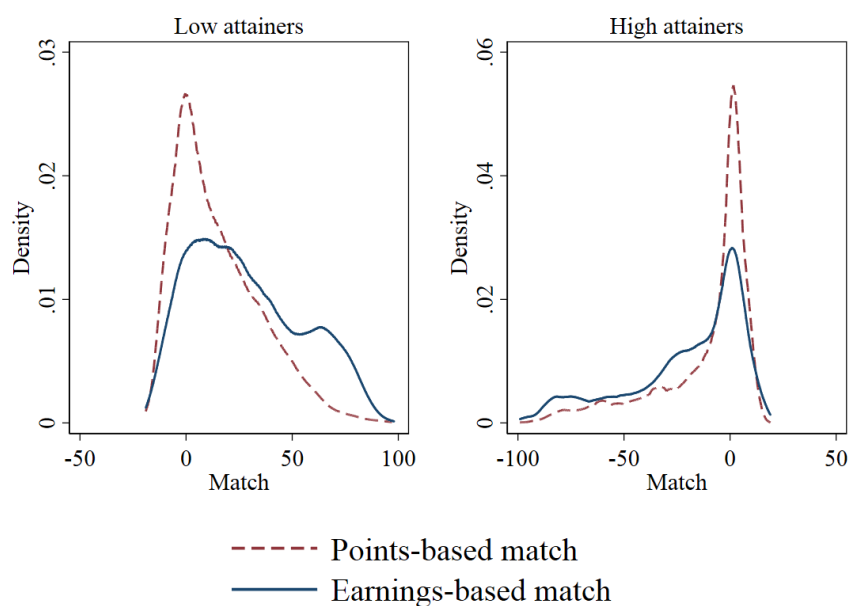 Low attainers
High attainers
.03
.02
.01
0
Density
-50
0
50
100
Match
.06
.04
.02
0
Density
-100
-50
0
50
Match
Points-based match
Earnings-based match